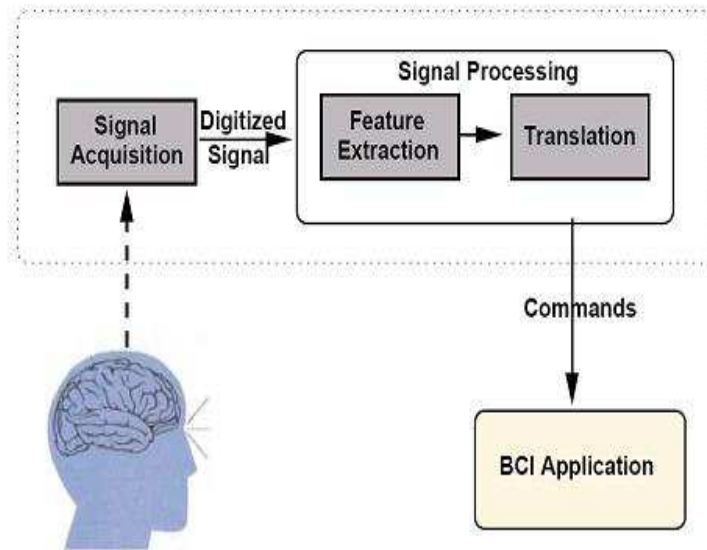 Signal Processing
Signal
Acquisition
Digitized
Signal
Feature
Extraction
Translation
Commands
BCI Application